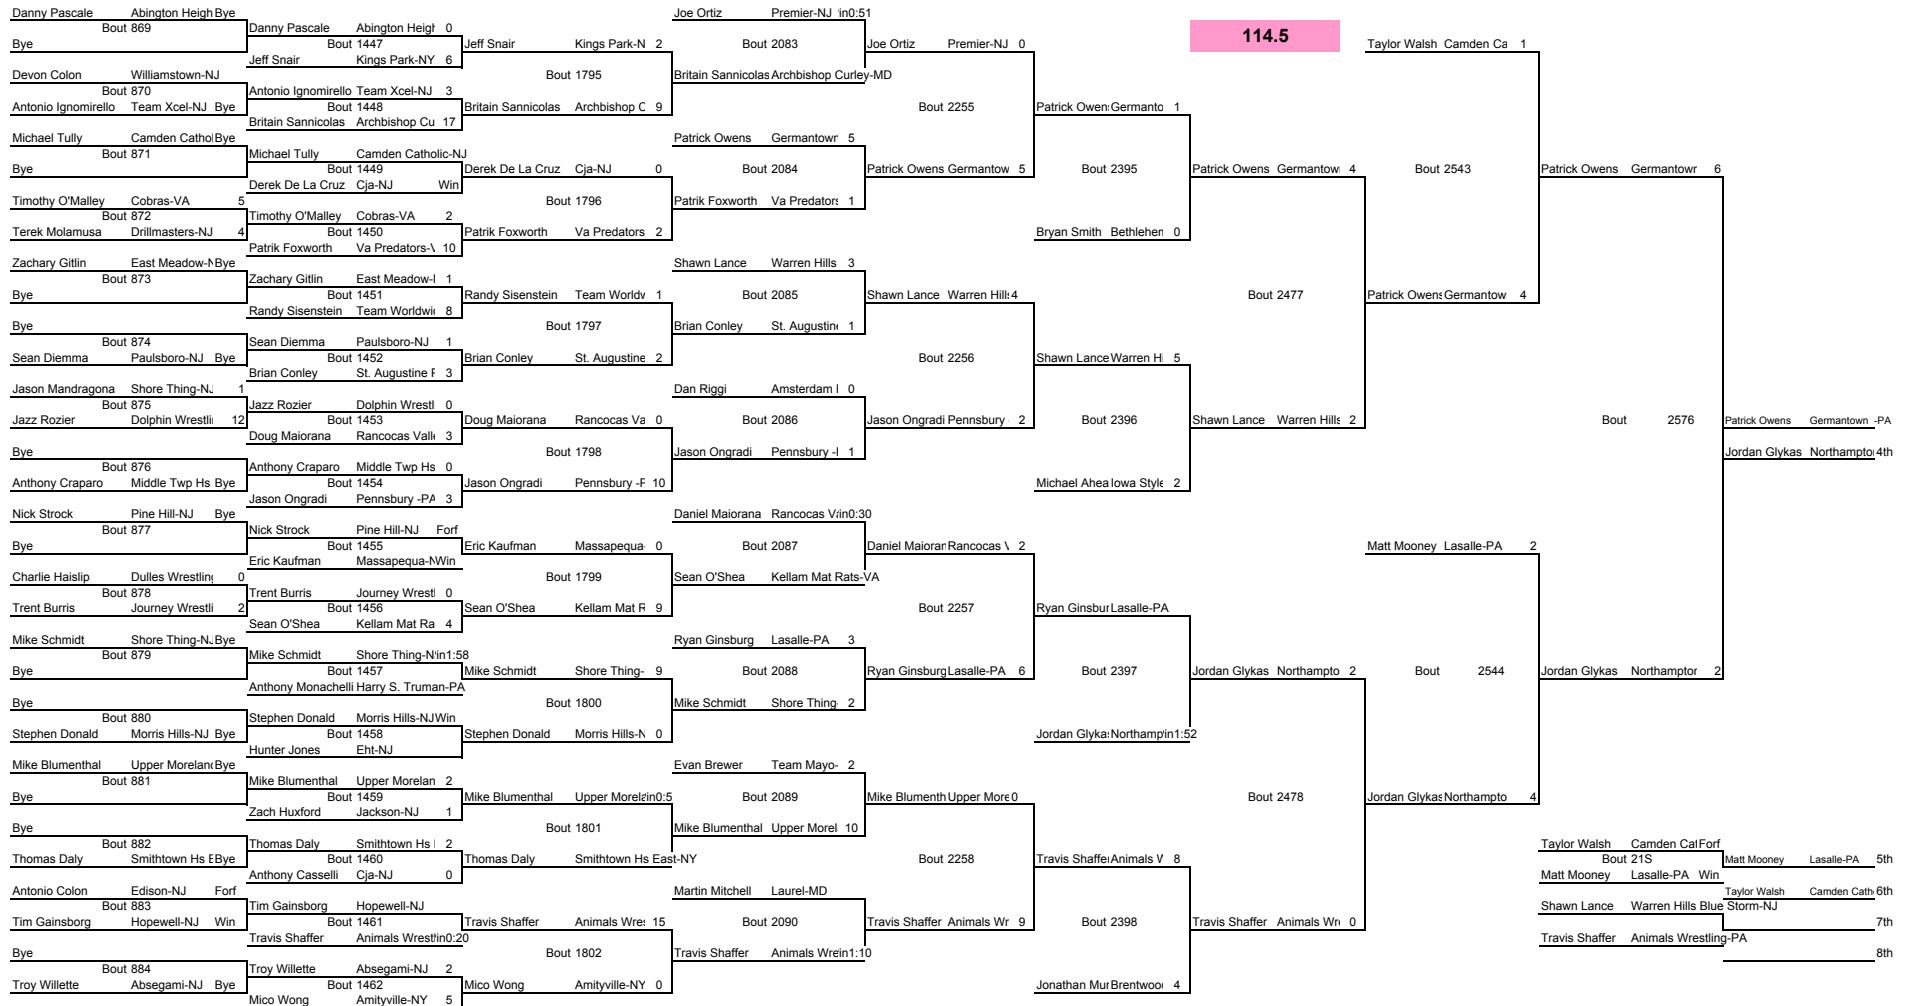 Danny Pascale Abington Heigh Bye
Bout 869
Bye
Devon Colon Williamstown-NJ
Bout 870
Antonio Ignomirello Team Xcel-NJ Bye
Michael Tully Camden Cathol Bye
Bout 871
Bye
Timothy O'Malley Cobras-VA 5
Bout 872
Terek Molamusa Drillmasters-NJ 4
Zachary Gitlin East Meadow-N Bye
Bout 873
Bye
Bye
Bout 874
Sean Diemma Paulsboro-NJ Bye
Jason Mandragona Shore Thing-NJ 1
Bout 875
Jazz Rozier Dolphin Wrestli 12
Bye
Bout 876
Anthony Craparo Middle Twp Hs Bye
Nick Strock Pine Hill-NJ Bye
Bout 877
Bye
Charlie Haislip Dulles Wrestling 0
Bout 878
Trent Burris Journey Wrestli 2
Mike Schmidt Shore Thing-NJ Bye
Bout 879
Bye
Bye
Bout 880
Stephen Donald Morris Hills-NJ Bye
Mike Blumenthal Upper Moreland Bye
Bout 881
Bye
Bye
Bout 882
Thomas Daly Smithtown Hs E Bye
Antonio Colon Edison-NJ Forf
Bout 883
Tim Gainsborg Hopewell-NJ Win
Bye
Bout 884
Troy Willette Absegami-NJ Bye
Danny Pascale Abington Heigh 0
Bout 1447
Jeff Snair Kings Park-NY 6
Antonio Ignomirello Team Xcel-NJ 3
Bout 1448
Britain Sannicolas Archbishop Cu 17
Michael Tully Camden Catholic-NJ
Bout 1449
Derek De La Cruz Cja-NJ Win
Timothy O'Malley Cobras-VA 2
Bout 1450
Patrik Foxworth Va Predators-V 10
Zachary Gitlin East Meadow-I 1
Bout 1451
Randy Sisenstein Team Worldwi 8
Sean Diemma Paulsboro-NJ 1
Bout 1452
Brian Conley St. Augustine F 3
Jazz Rozier Dolphin Wrestl 0
Bout 1453
Doug Maiorana Rancocas Valle 3
Anthony Craparo Middle Twp Hs 0
Bout 1454
Jason Ongradi Pennsbury -PA 3
Nick Strock Pine Hill-NJ Forf
Bout 1455
Eric Kaufman Massapequa-N Win
Trent Burris Journey Wrestl 0
Bout 1456
Sean O'Shea Kellam Mat Ra 4
Mike Schmidt Shore Thing-N in1:58
Bout 1457
Anthony Monachelli Harry S. Truman-PA
Stephen Donald Morris Hills-NJ Win
Bout 1458
Hunter Jones Eht-NJ
Mike Blumenthal Upper Morelan 2
Bout 1459
Zach Huxford Jackson-NJ 1
Thomas Daly Smithtown Hs 2
Bout 1460
Anthony Casselli Cja-NJ 0
Tim Gainsborg Hopewell-NJ
Bout 1461
Travis Shaffer Animals Wrestl in0:20
Troy Willette Absegami-NJ 2
Bout 1462
Mico Wong Amityville-NY 5
Jeff Snair Kings Park-N 2
Bout 1795
Britain Sannicolas Archbishop C 9
Derek De La Cruz Cja-NJ 0
Bout 1796
Patrik Foxworth Va Predators 2
Randy Sisenstein Team Worldw 1
Bout 1797
Brian Conley St. Augustine 2
Doug Maiorana Rancocas Va 0
Bout 1798
Jason Ongradi Pennsbury -F 10
Eric Kaufman Massapequa- 0
Bout 1799
Sean O'Shea Kellam Mat R 9
Mike Schmidt Shore Thing- 9
Bout 1800
Stephen Donald Morris Hills-N 0
Mike Blumenthal Upper Morela in0:5
Bout 1801
Thomas Daly Smithtown Hs East-NY
Travis Shaffer Animals Wres 15
Bout 1802
Mico Wong Amityville-NY 0
Joe Ortiz Premier-NJ in0:51
Bout 2083
Britain Sannicolas Archbishop Curley-MD
Patrick Owens Germantown 5
Bout 2084
Patrik Foxworth Va Predators 1
Shawn Lance Warren Hills 3
Bout 2085
Brian Conley St. Augustine 1
Dan Riggi Amsterdam 0
Bout 2086
Jason Ongradi Pennsbury -I 1
Daniel Maiorana Rancocas Va in0:30
Bout 2087
Sean O'Shea Kellam Mat Rats-VA
Ryan Ginsburg Lasalle-PA 3
Bout 2088
Mike Schmidt Shore Thing- 2
Evan Brewer Team Mayo- 2
Bout 2089
Mike Blumenthal Upper Morel 10
Martin Mitchell Laurel-MD
Bout 2090
Travis Shaffer Animals Wre in1:10
Joe Ortiz Premier-NJ 0
Bout 2255
Patrick Owens Germantow 5
Shawn Lance Warren Hills 4
Bout 2256
Jason Ongradi Pennsbury 2
Daniel Maioran Rancocas V 2
Bout 2257
Ryan Ginsburg Lasalle-PA 6
Mike Blumenth Upper More 0
Bout 2258
Travis Shaffer Animals Wr 9
Patrick Owens Germanto 1
Bout 2395
Bryan Smith Bethlehem 0
Shawn Lance Warren Hi 5
Bout 2396
Michael Ahea Iowa Style 2
Ryan Ginsbur Lasalle-PA
Bout 2397
Jordan Glykas Northamp in1:52
Travis Shaffer Animals W 8
Bout 2398
Jonathan Mur Brentwood 4
114.5
Patrick Owens Germantown 4
Bout 2477
Shawn Lance Warren Hills 2
Jordan Glykas Northampto 2
Bout 2478
Travis Shaffer Animals Wre 0
Taylor Walsh Camden Ca 1
Bout 2543
Patrick Owens Germantow 4
Matt Mooney Lasalle-PA 2
Bout 2544
Jordan Glykas Northampto 4
Patrick Owens Germantowr 6
Bout 2576
Jordan Glykas Northamptor 2
Patrick Owens Germantown -PA
Jordan Glykas Northampton 4th
Taylor Walsh Camden Cat Forf
Bout 21S
Matt Mooney Lasalle-PA Win
Matt Mooney Lasalle-PA 5th
Taylor Walsh Camden Cath 6th
Shawn Lance Warren Hills Blue Storm-NJ
7th
Travis Shaffer Animals Wrestling-PA
8th